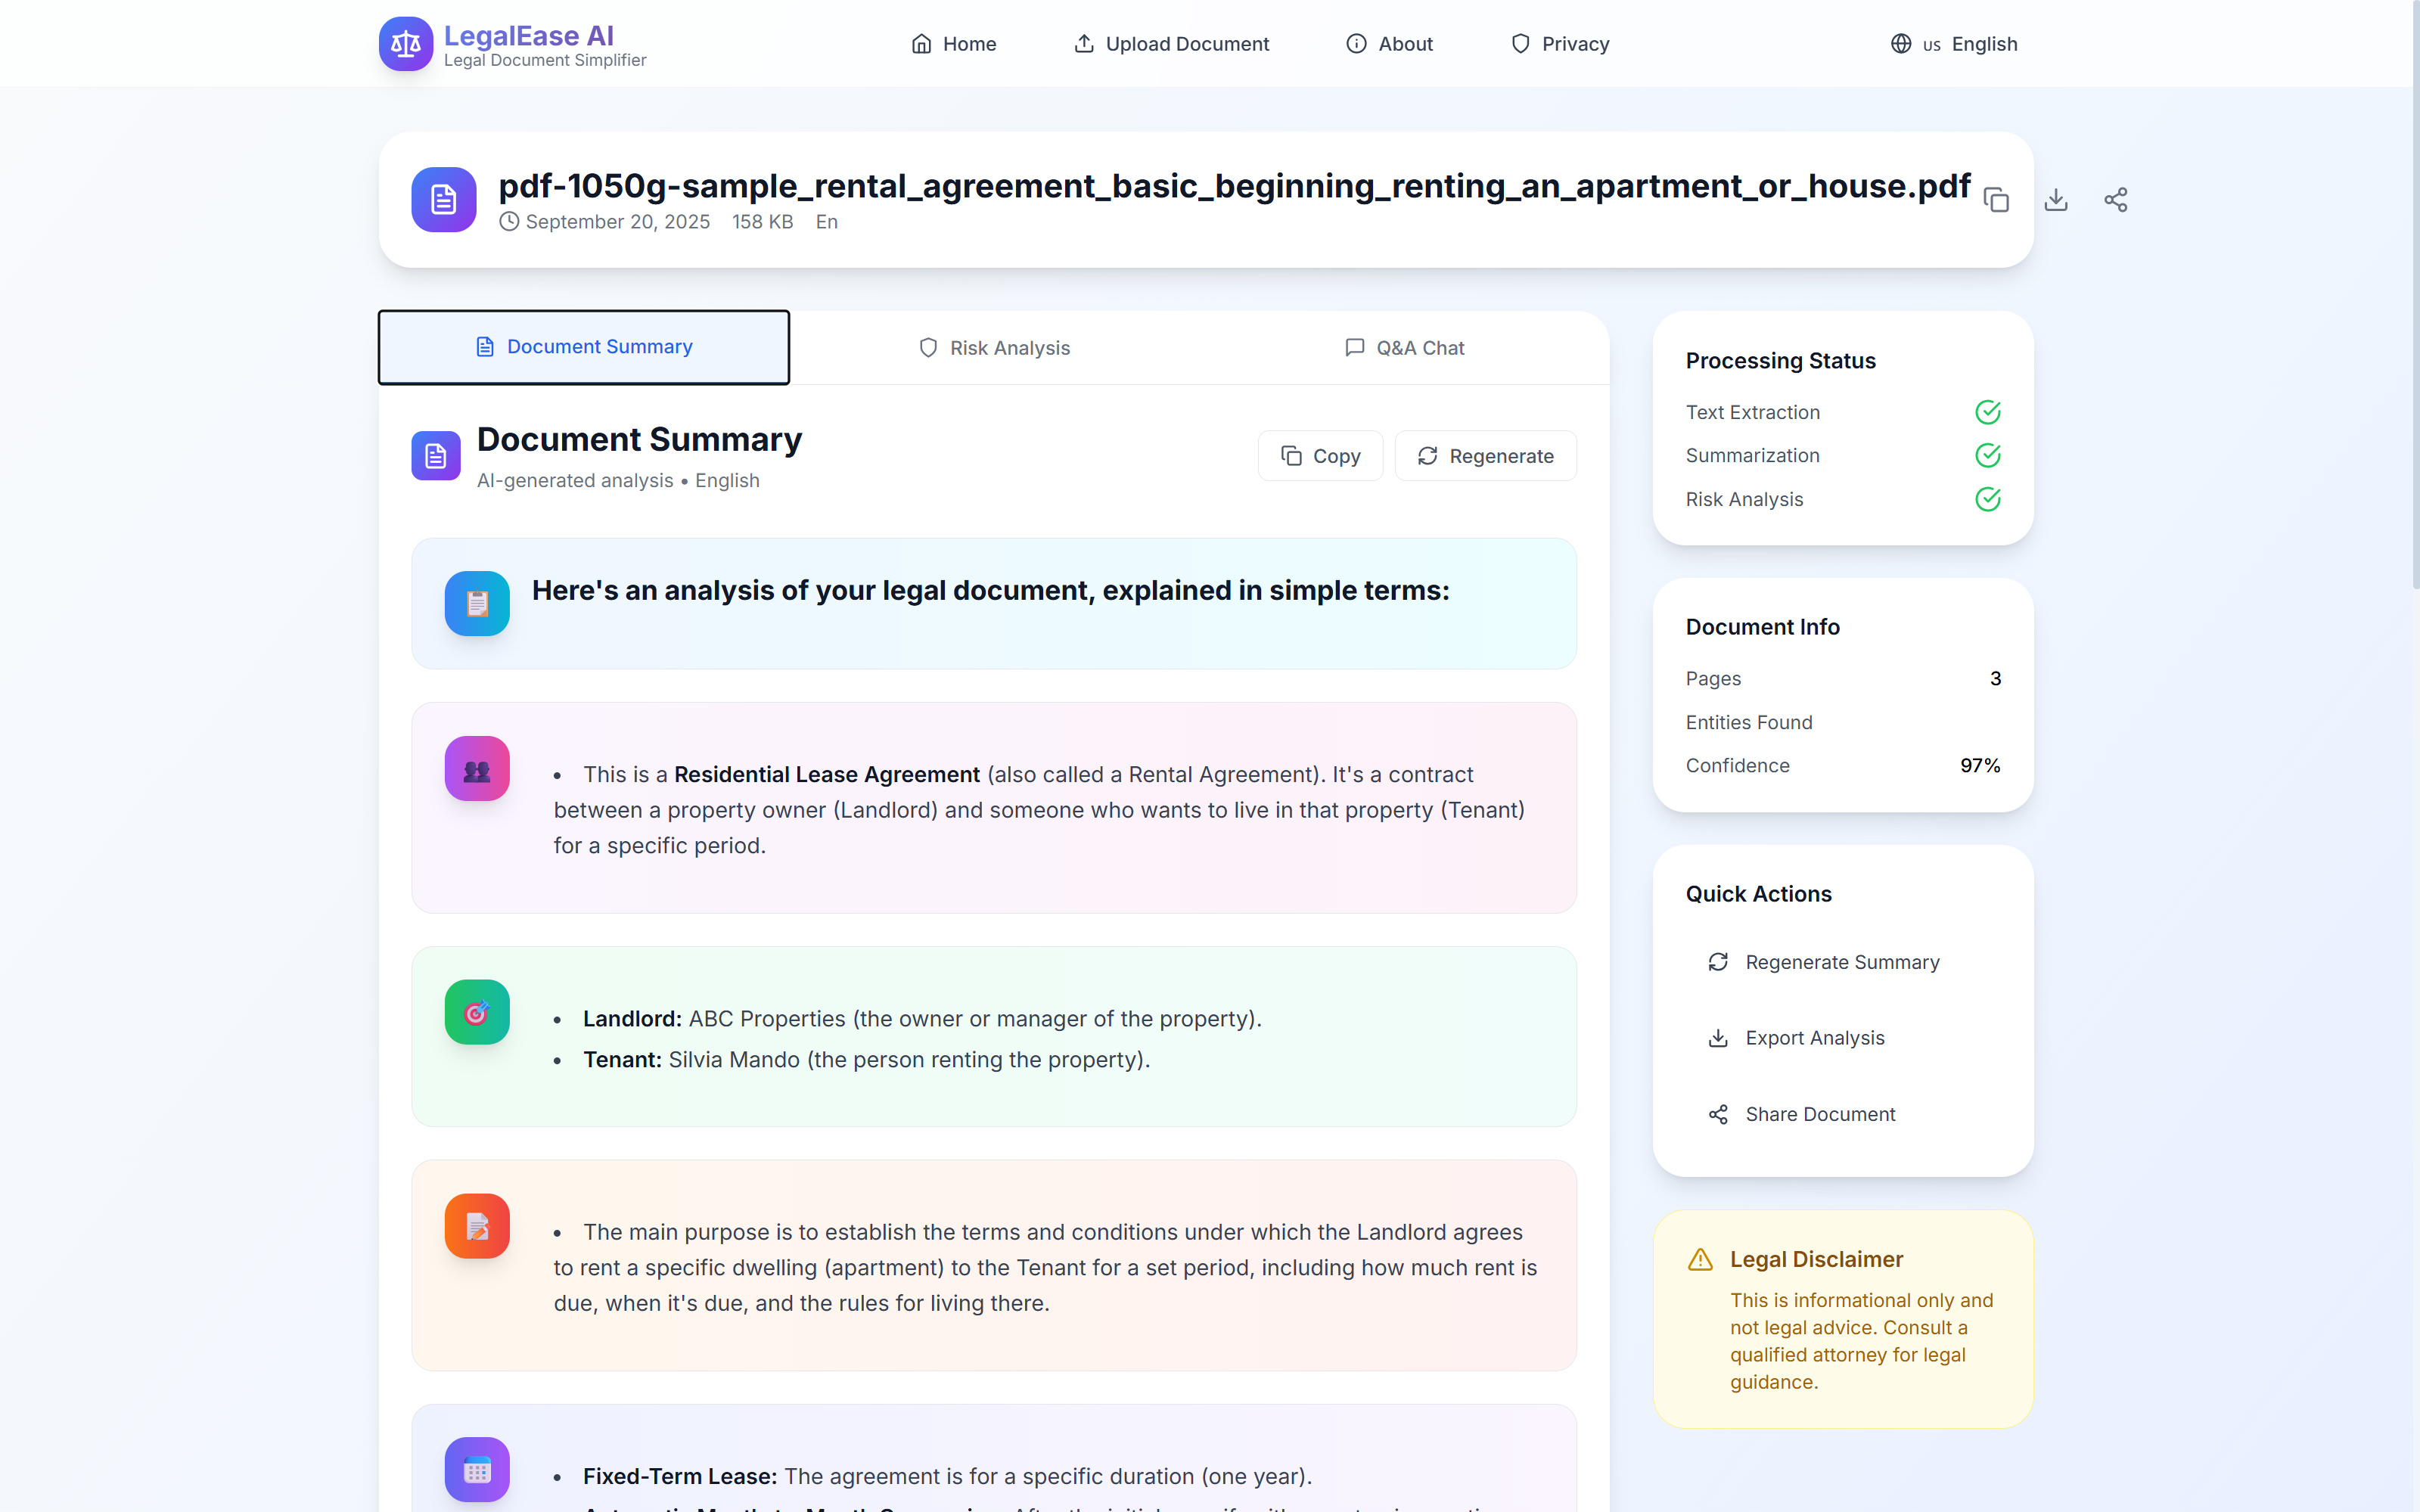 LegalEase AI
Legal Document Simplifier
Home
Upload Document
About
Privacy
US English
pdf-1050g-sample_rental_agreement_basic_beginning_renting_an_apartment_or_house.pdf
September 20, 2025 158 KB En
Document Summary
Risk Analysis
Q&A Chat
Document Summary
AI-generated analysis • English
Copy
Regenerate
Here's an analysis of your legal document, explained in simple terms:
• This is a Residential Lease Agreement (also called a Rental Agreement). It's a contract
between a property owner (Landlord) and someone who wants to live in that property (Tenant)
for a specific period.
• Landlord: ABC Properties (the owner or manager of the property).
• Tenant: Silvia Mando (the person renting the property).
• The main purpose is to establish the terms and conditions under which the Landlord agrees
to rent a specific dwelling (apartment) to the Tenant for a set period, including how much rent is
due, when it's due, and the rules for living there.
• Fixed-Term Lease: The agreement is for a specific duration (one year).
Processing Status
Text Extraction
Summarization
Risk Analysis
Document Info
Pages 3
Entities Found
Confidence 97%
Quick Actions
Regenerate Summary
Export Analysis
Share Document
Legal Disclaimer
This is informational only and
not legal advice. Consult a
qualified attorney for legal
guidance.